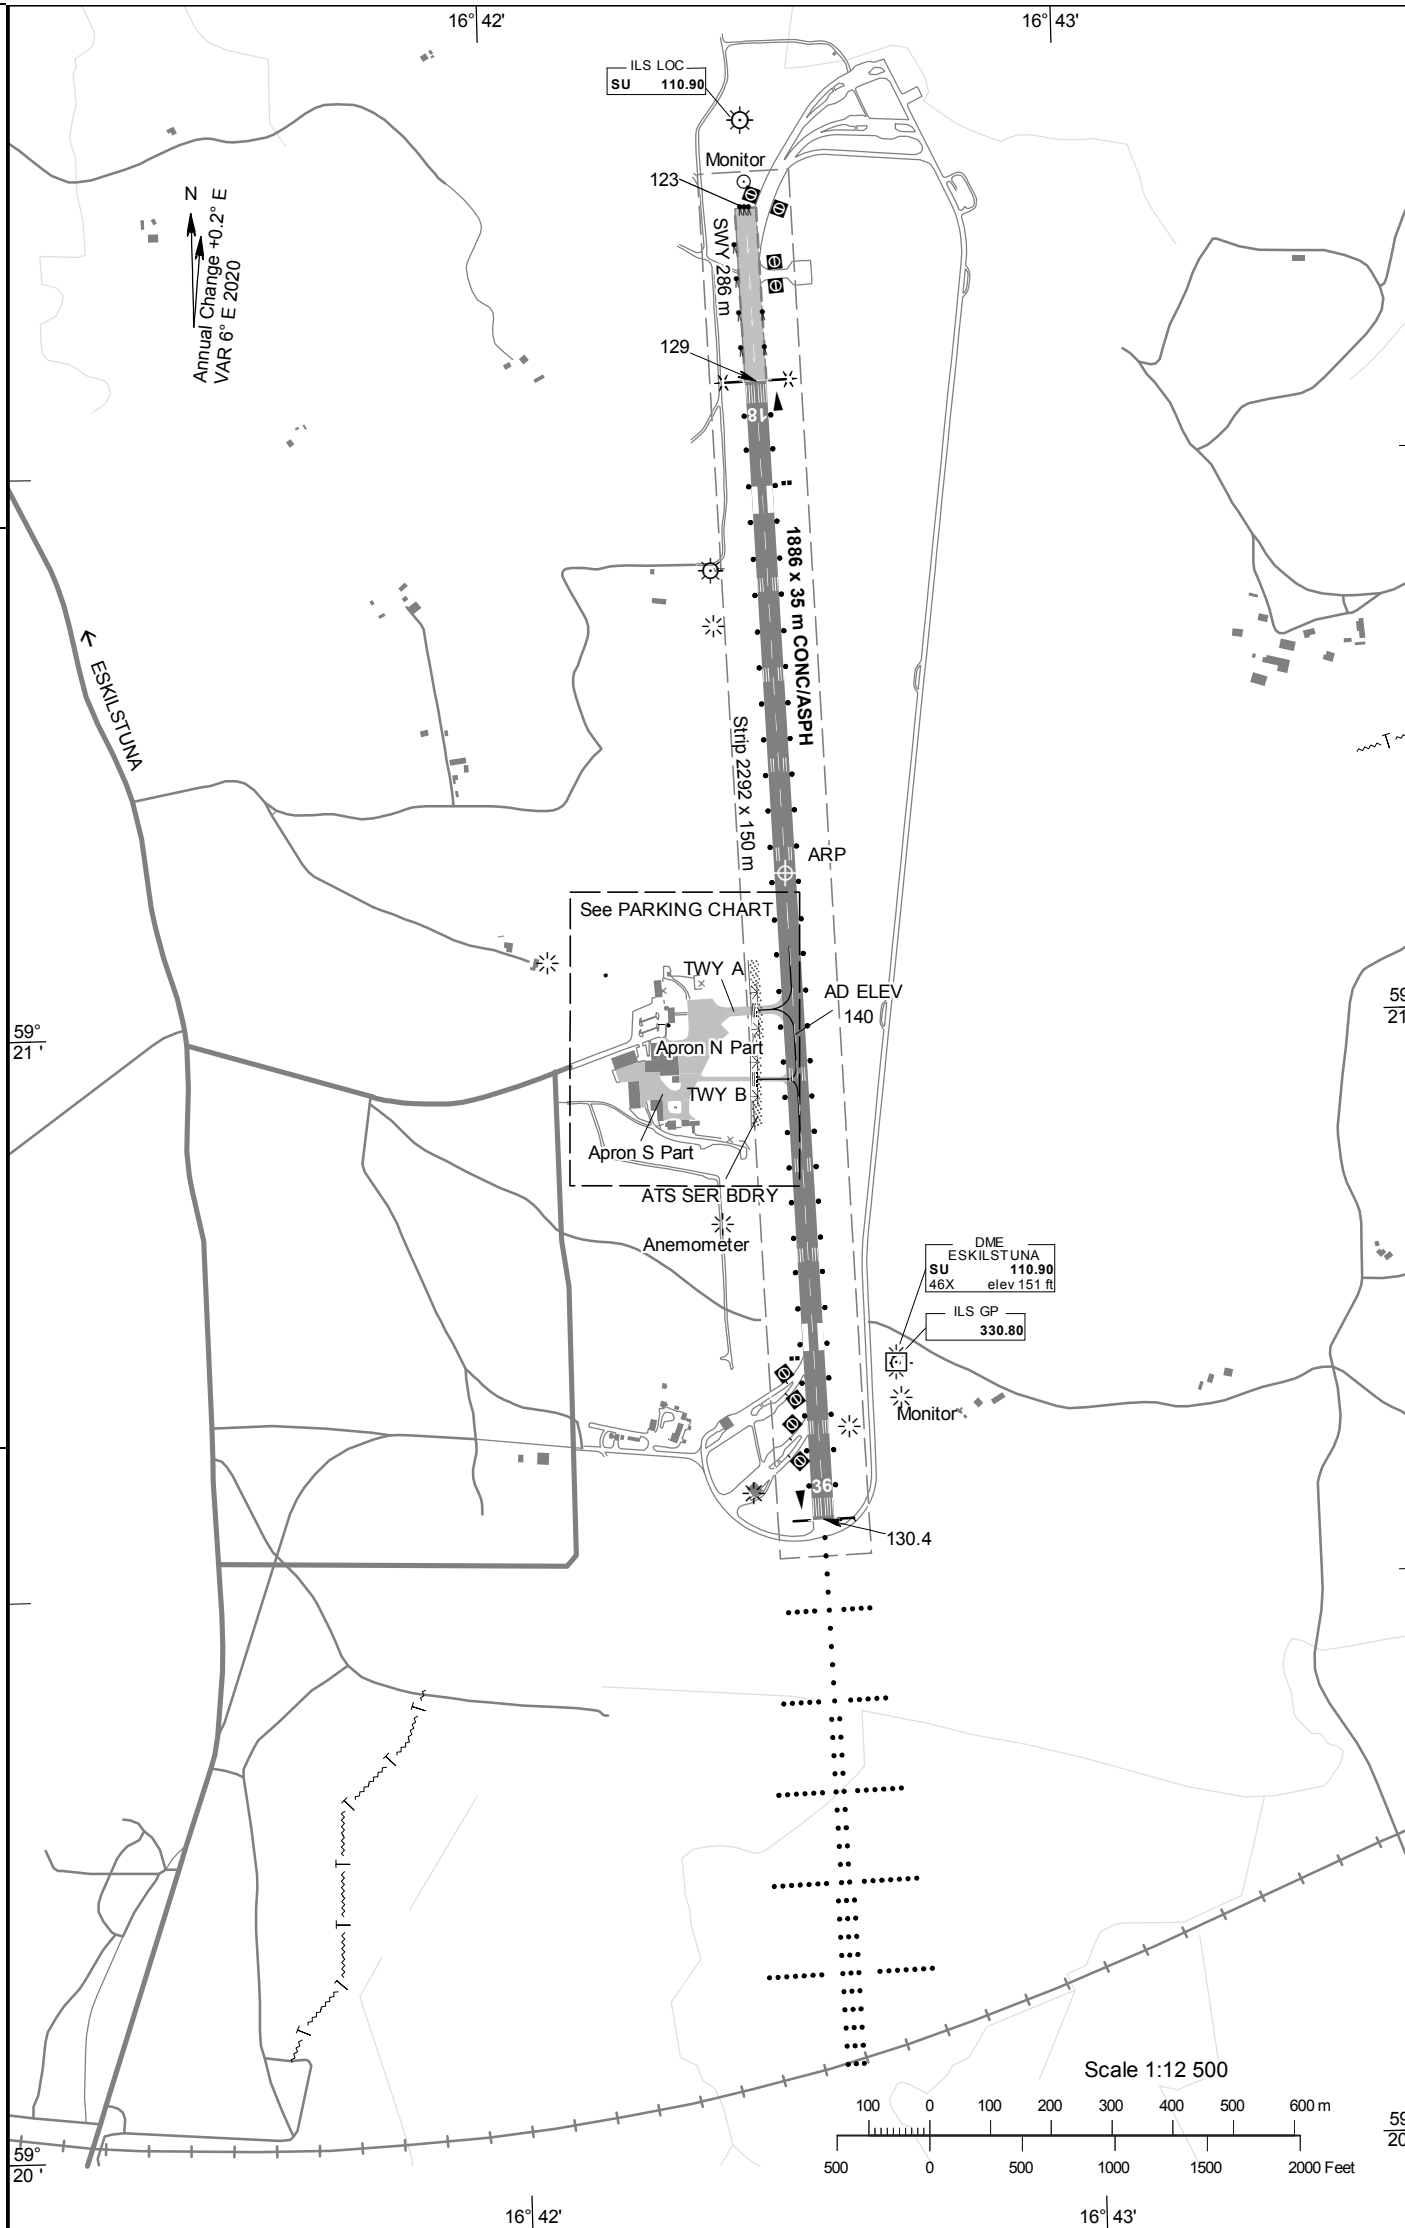 16° 42'
16° 43'
ILS LOC
SU 110.90
Monitor
123
N
Annual Change +0.2° E
VAR 6° E 2020
SWY 286 m
129
18
1886 x 35 m CONC/ASPH
ESKILSTUNA
Strip 2292 x 150 m
ARP
See PARKING CHART
TWY A
AD ELEV
140
59°
21'
59
21
Apron N Part
TWY B
Apron S Part
ATS SER BDRY
Anemometer
DME
ESKILSTUNA
SU 110.90
46X elev 151 ft
ILS GP
330.80
Monitor
36
130.4
T
T
T
T
T
T
T
T
Scale 1:12 500
100 0 100 200 300 400 500 600 m
500 0 500 1000 1500 2000 Feet
59°
20'
59
20
16° 42'
16° 43'